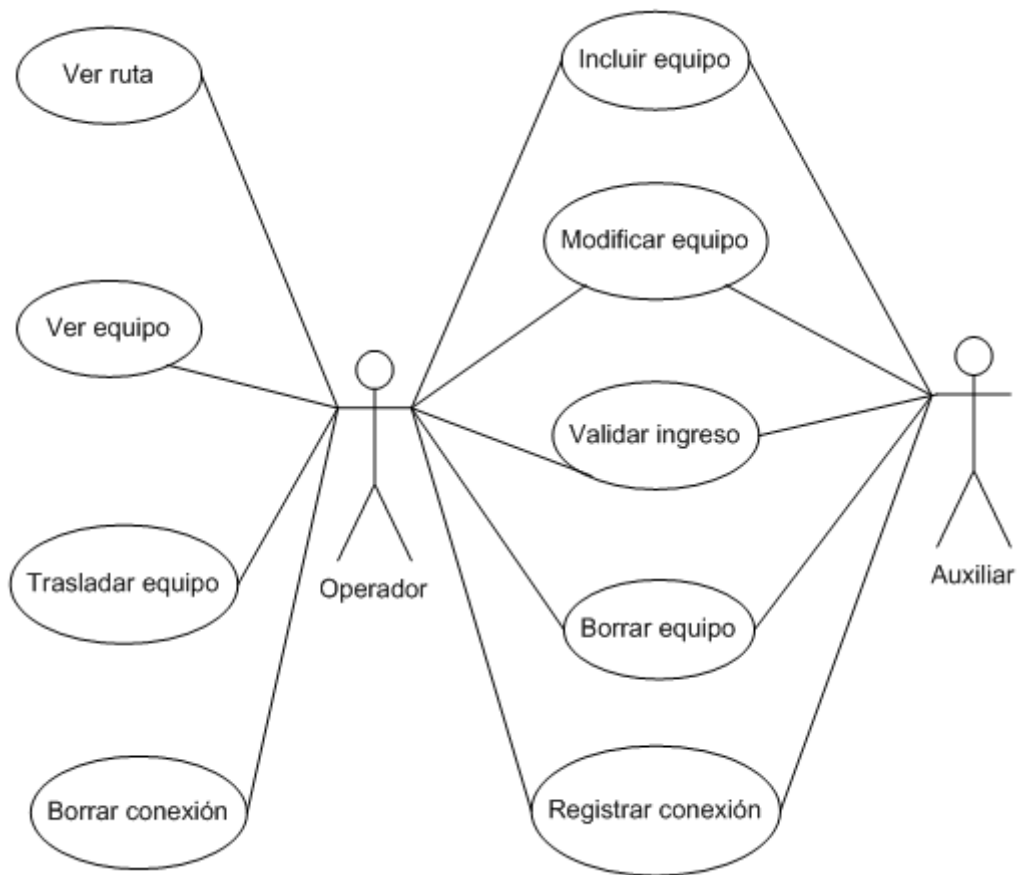 Ver ruta
Incluir equipo
Modificar equipo
Ver equipo
Validar ingreso
Trasladar equipo
Operador
Auxiliar
Borrar equipo
Borrar conexión
Registrar conexión